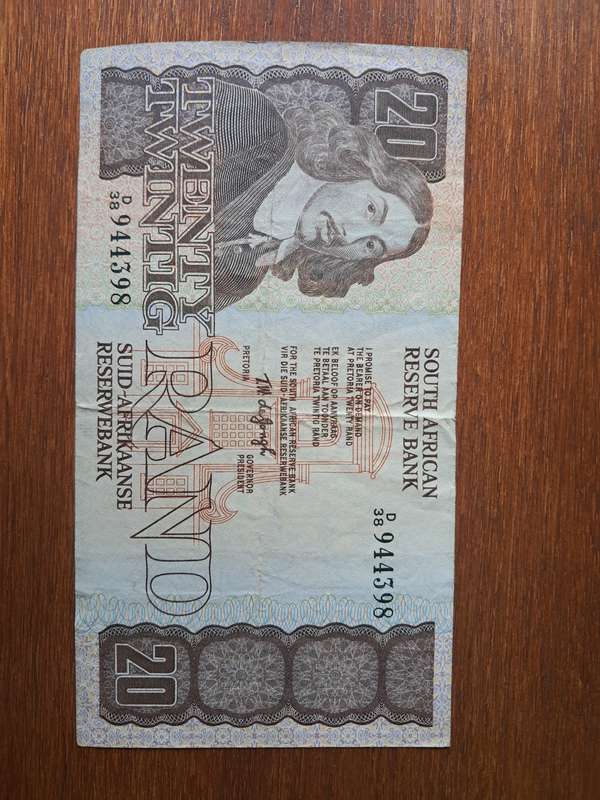 20
SOUTH AFRICAN
RESERVE BANK
I PROMISE TO PAY
THE BEARER ON DEMAND
AT PRETORIA TWENTY RAND
EK BELOOF OP AANVRAAG
TE BETAAL AAN TOONDER
TE PRETORIA TWINTIG RAND
FOR THE SOUTH AFRICAN RESERVE BANK
VIR DIE SUID-AFRIKAANSE RESERWEBANK
D
38 944398
T.W. de Jongh
PRETORIA
GOVERNOR
PRESIDENT
TWENTY
TWINTIG RAND
D
38 944398
SUID-AFRIKAANSE
RESERWEBANK
20